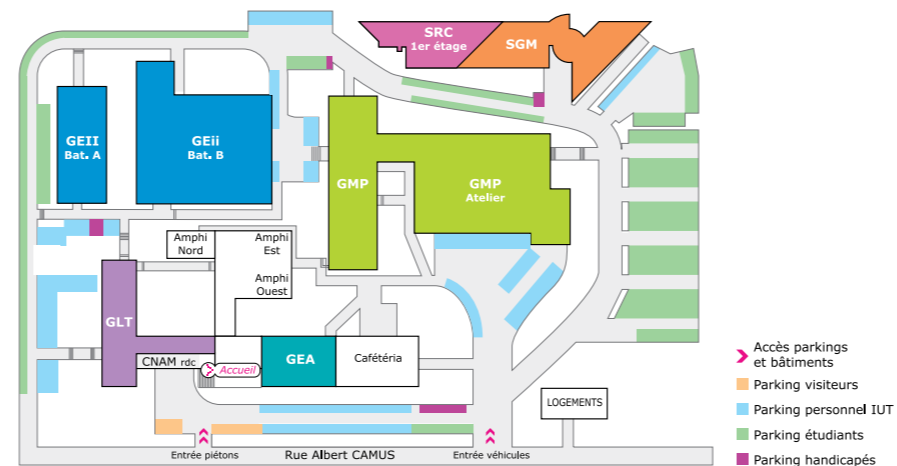 SRC
1er étage
SGM
GEII
Bat. A
GEii
Bat. B
GMP
GMP
Atelier
Amphi
Nord
Amphi
Est
Amphi
Ouest
GLT
CNAM rdc
Accueil
GEA
Cafétéria
LOGEMENTS
Entrée piétons
Rue Albert CAMUS
Entrée véhicules
Accès parkings
et bâtiments
Parking visiteurs
Parking personnel IUT
Parking étudiants
Parking handicapés